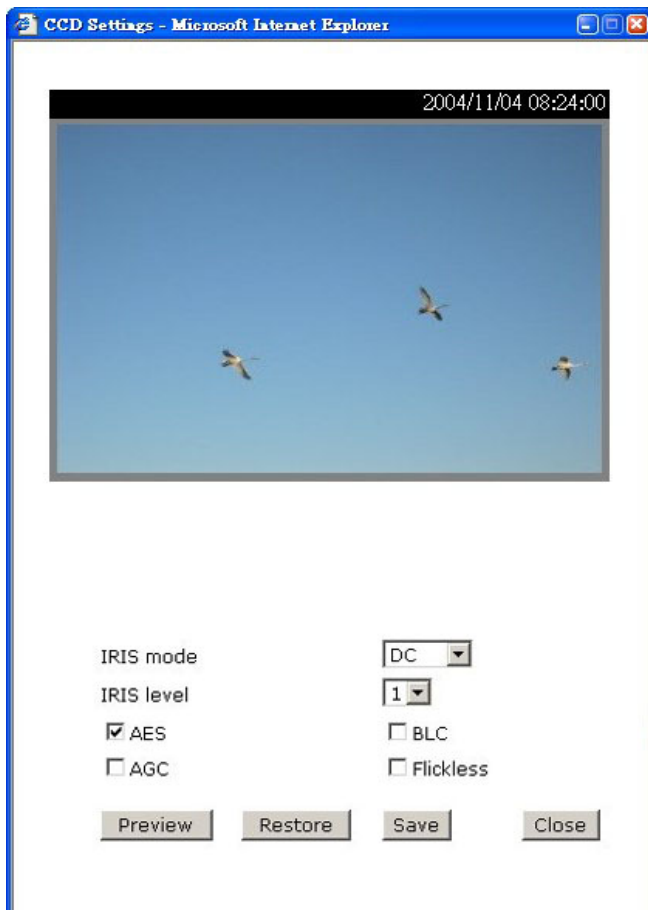 CCD Settings - Microsoft Internet Explorer
2004/11/04 08:24:00
IRIS mode DC
IRIS level 1
AES BLC
AGC Flickless
Preview Restore Save Close